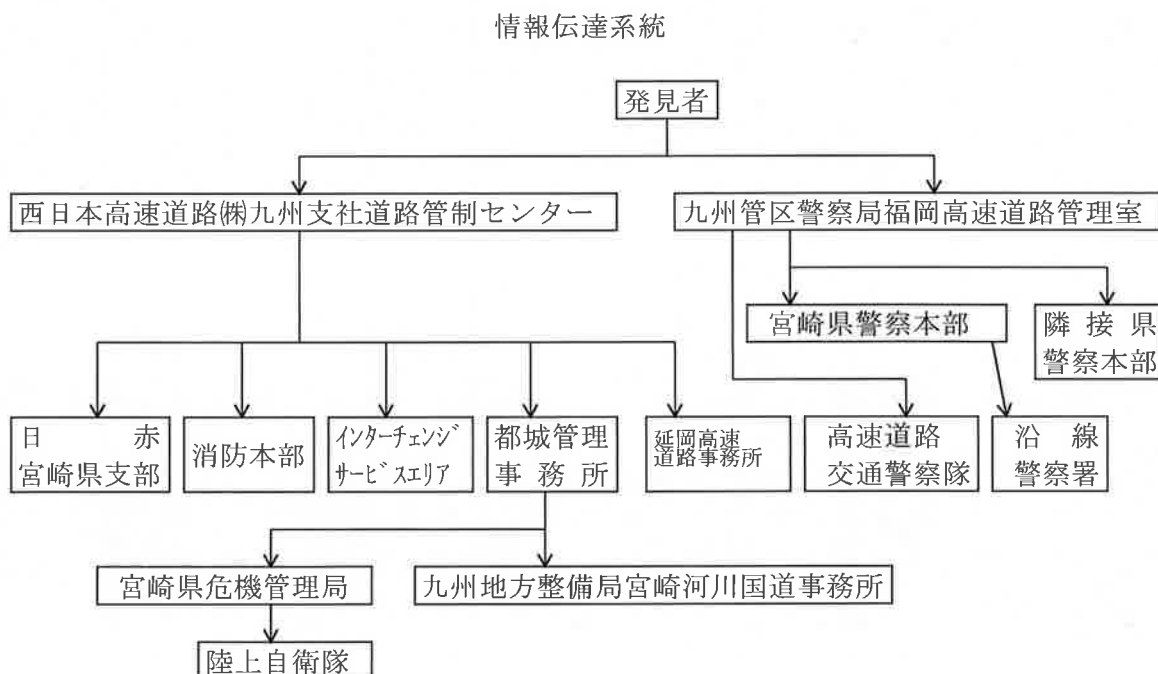 情報伝達系統
発見者
西日本高速道路㈱九州支社道路管制センター
九州管区警察局福岡高速道路管理室
宮崎県警察本部
隣接県
警察本部
日赤
宮崎県支部
消防本部
インターチェンジ
サービスエリア
都城管理
事務所
延岡高速
道路事務所
高速道路
交通警察隊
沿線
警察署
宮崎県危機管理局
九州地方整備局宮崎河川国道事務所
陸上自衛隊